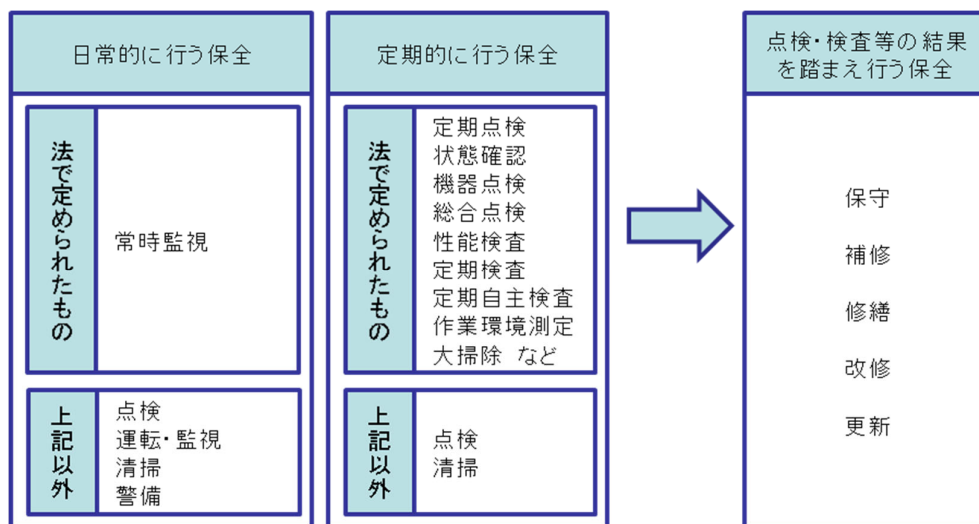 日常的に行う保全
法で定められたもの
常時監視
上記以外
点検
運転・監視
清掃
警備
定期的に行う保全
法で定められたもの
定期点検
状態確認
機器点検
総合点検
性能検査
定期検査
定期自主検査
作業環境測定
大掃除 など
上記以外
点検
清掃
点検・検査等の結果
を踏まえ行う保全
保守
補修
修繕
改修
更新